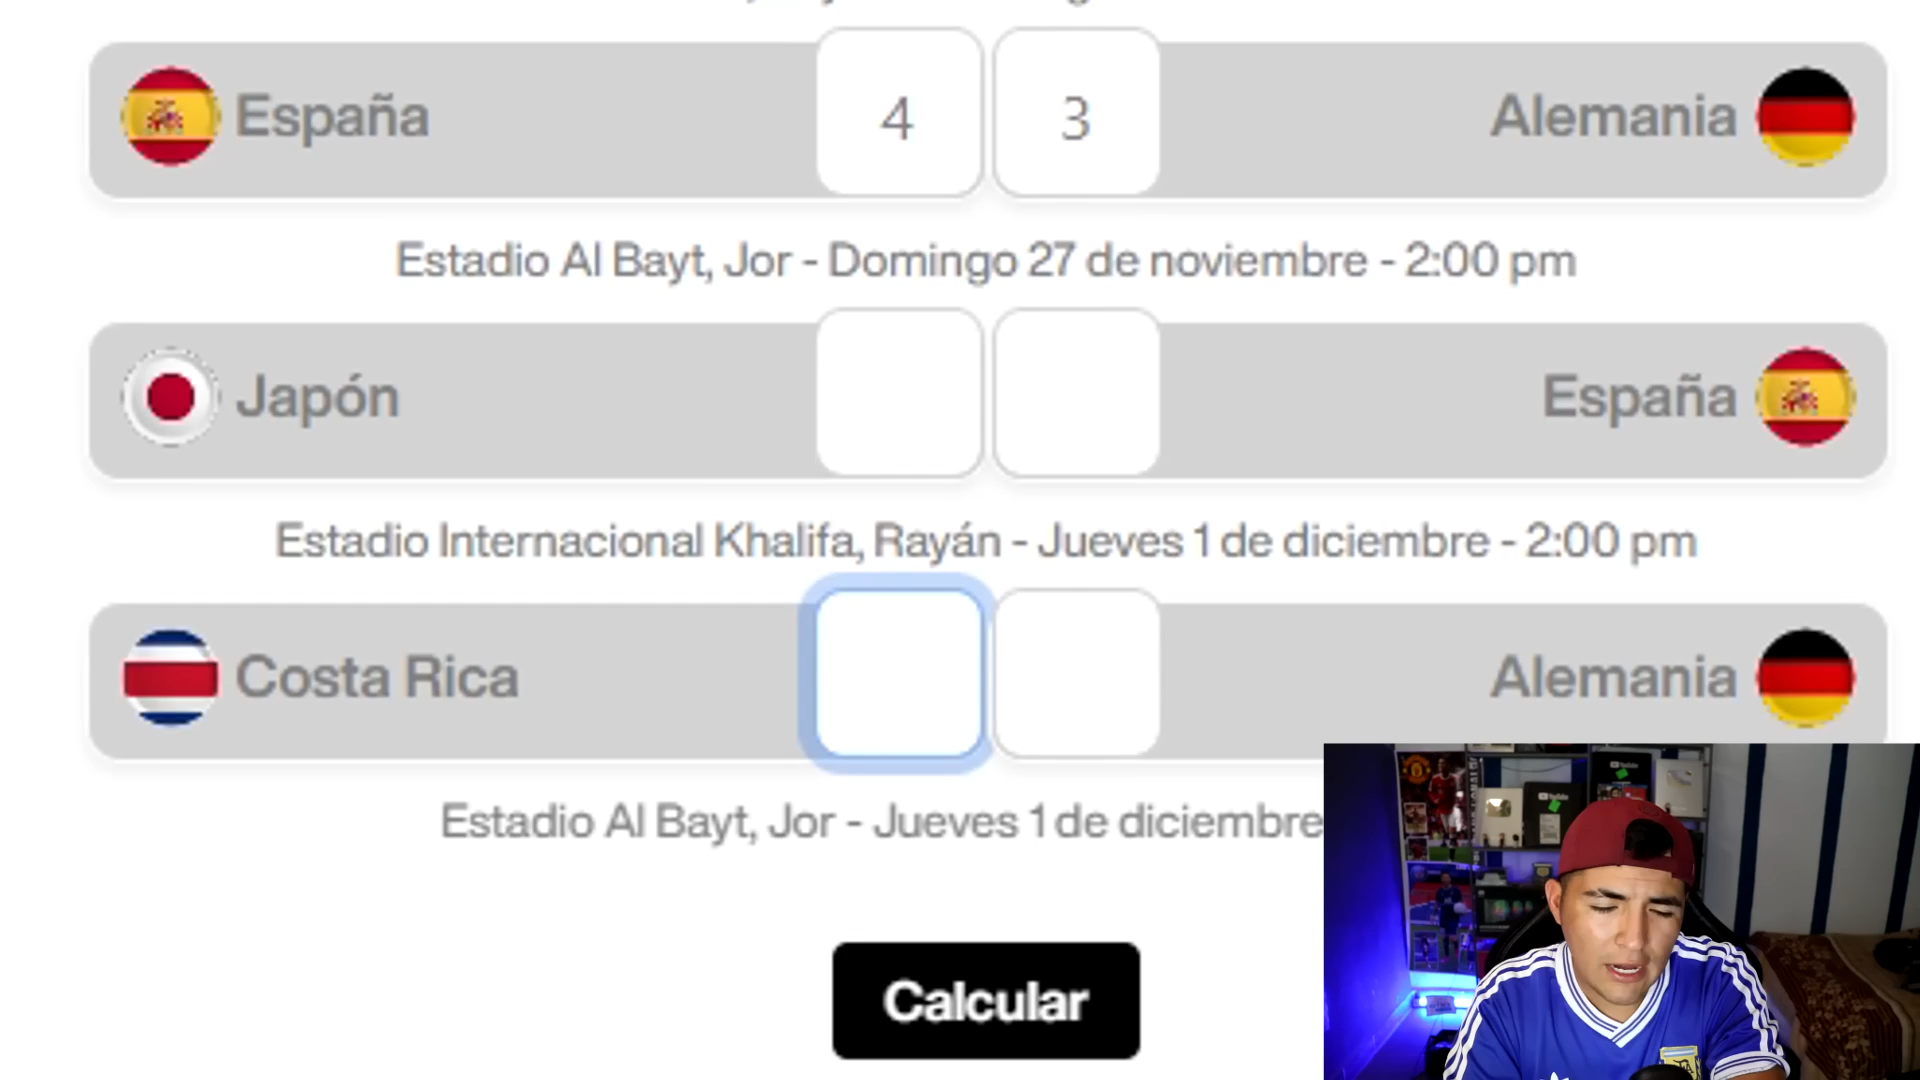 España 4 3 Alemania
Estadio Al Bayt, Jor - Domingo 27 de noviembre - 2:00 pm
Japón España
Estadio Internacional Khalifa, Rayán - Jueves 1 de diciembre - 2:00 pm
Costa Rica Alemania
Estadio Al Bayt, Jor - Jueves 1 de diciembre
Calcular